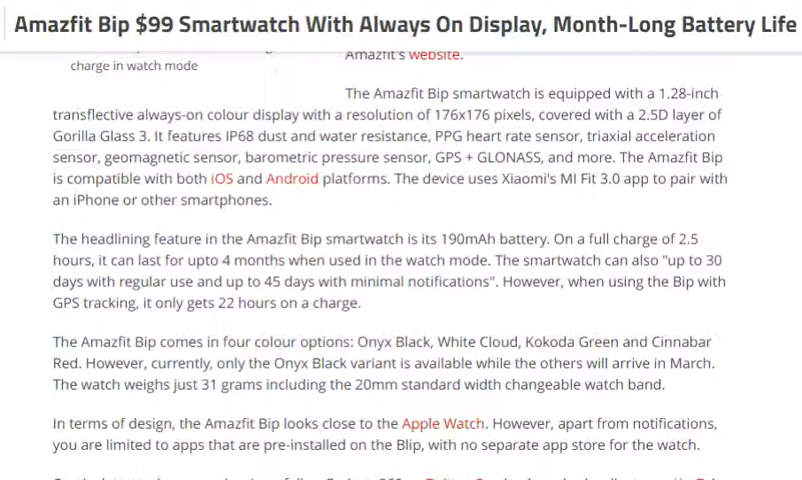 Amazfit Bip $99 Smartwatch With Always On Display, Month-Long Battery Life
Amazfit's website.
charge in watch mode
The Amazfit Bip smartwatch is equipped with a 1.28-inch
transflective always-on colour display with a resolution of 176x176 pixels, covered with a 2.5D layer of
Gorilla Glass 3. It features IP68 dust and water resistance, PPG heart rate sensor, triaxial acceleration
sensor, geomagnetic sensor, barometric pressure sensor, GPS + GLONASS, and more. The Amazfit Bip
is compatible with both iOS and Android platforms. The device uses Xiaomi's MI Fit 3.0 app to pair with
an iPhone or other smartphones.
The headlining feature in the Amazfit Bip smartwatch is its 190mAh battery. On a full charge of 2.5
hours, it can last for upto 4 months when used in the watch mode. The smartwatch can also "up to 30
days with regular use and up to 45 days with minimal notifications". However, when using the Bip with
GPS tracking, it only gets 22 hours on a charge.
The Amazfit Bip comes in four colour options: Onyx Black, White Cloud, Kokoda Green and Cinnabar
Red. However, currently, only the Onyx Black variant is available while the others will arrive in March.
The watch weighs just 31 grams including the 20mm standard width changeable watch band.
In terms of design, the Amazfit Bip looks close to the Apple Watch. However, apart from notifications,
you are limited to apps that are pre-installed on the Blip, with no separate app store for the watch.